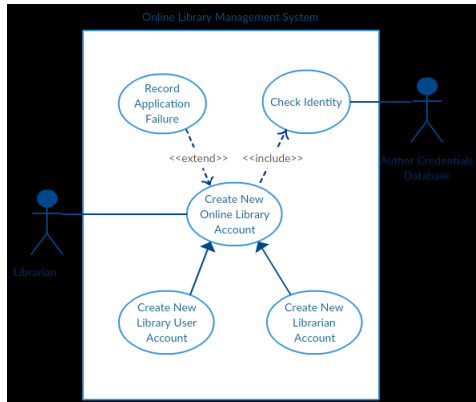 Online Library Management System
Record
Application
Failure
Check Identity
<<extend>>
<<include>>
Author Credentials
Database
Create New
Online Library
Account
Librarian
Create New
Library User
Account
Create New
Librarian
Account